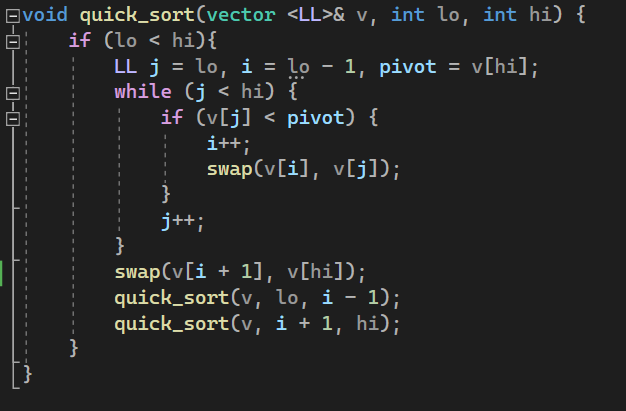 void quick_sort(vector <LL>& v, int lo, int hi) {
if (lo < hi){
LL j = lo, i = lo - 1, pivot = v[hi];
while (j < hi) {
if (v[j] < pivot) {
i++;
swap(v[i], v[j]);
}
j++;
}
swap(v[i + 1], v[hi]);
quick_sort(v, lo, i - 1);
quick_sort(v, i + 1, hi);
}
}